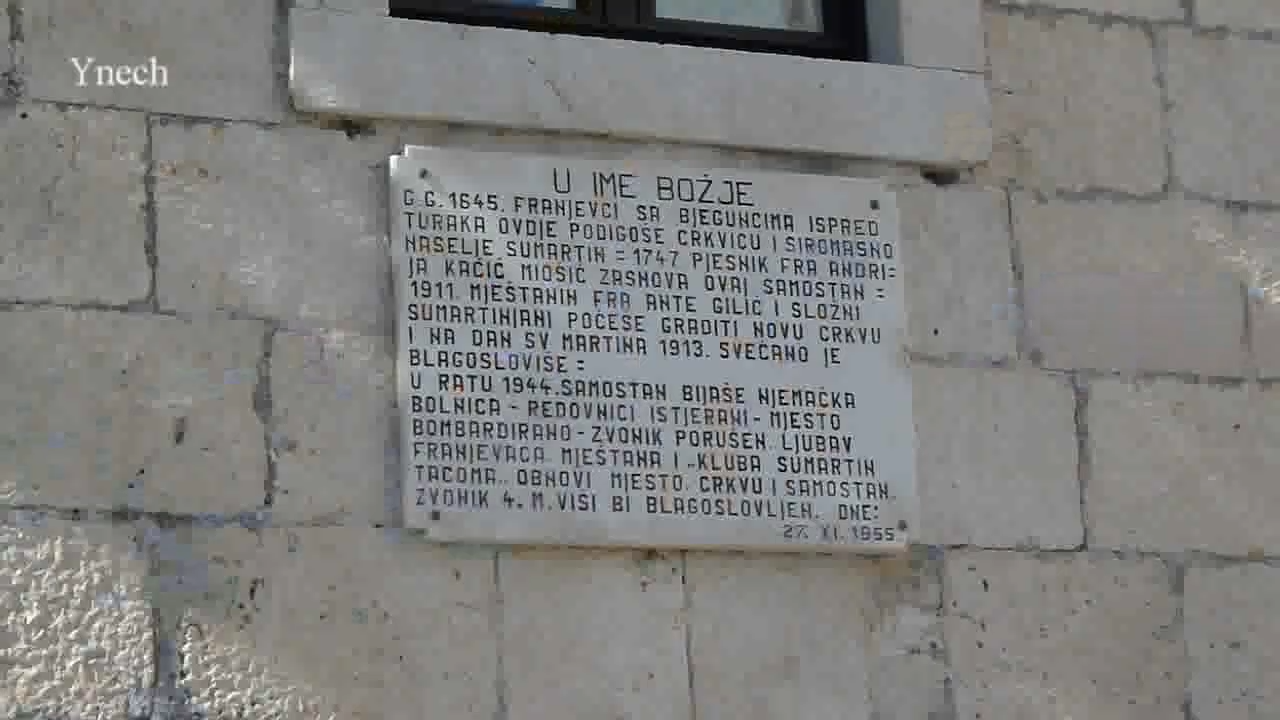 Ynech
U IME BOŽJE
G.G. 1645. FRANJEVCI SA BJEGUNCIMA ISPRED
TURAKA OVDJE PODIGOŠE CRKVICU I SIROMAŠNO
NASELJE SUMARTIN = 1747 PJESNIK FRA ANDRI=
JA KAČIĆ MIOŠIĆ ZASNOVA OVAJ SAMOSTAN =
1911. MJEŠTANIN FRA ANTE GILIĆ I SLOŽNI
SUMARTINJANI POČEŠE GRADITI NOVU CRKVU
I NA DAN SV MARTINA 1913. SVEČANO JE
BLAGOSLOVIŠE =
U RATU 1944. SAMOSTAN BIJAŠE NJEMAČKA
BOLNICA - REDOVNICI ISTJERANI - MJESTO
BOMBARDIRANO - ZVONIK PORUŠEN. LJUBAV
FRANJEVACA MJEŠTANA I „KLUBA SUMARTIN
TACOMA„ OBNOVI MJESTO, CRKVU I SAMOSTAN.
ZVONIK 4. M. VISI BI BLAGOSLOVLJEN. DNE:
XI. 1955.